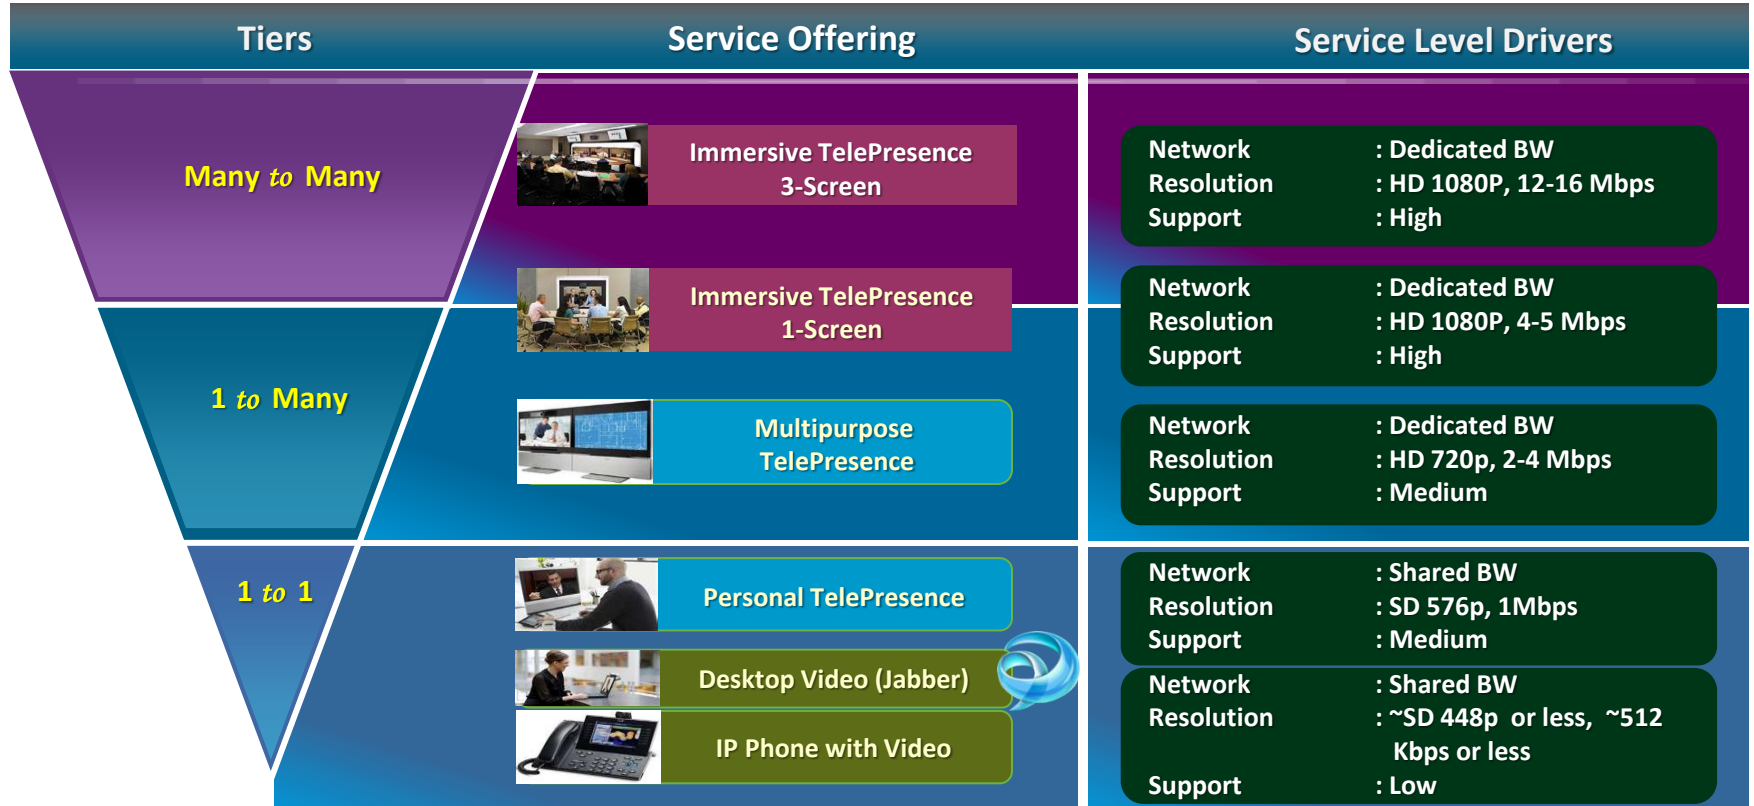 Tiers
Service Offering
Service Level Drivers
Many to Many
Immersive TelePresence
3-Screen
Network : Dedicated BW
Resolution : HD 1080P, 12-16 Mbps
Support : High
Immersive TelePresence
1-Screen
Network : Dedicated BW
Resolution : HD 1080P, 4-5 Mbps
Support : High
1 to Many
Multipurpose
TelePresence
Network : Dedicated BW
Resolution : HD 720p, 2-4 Mbps
Support : Medium
1 to 1
Personal TelePresence
Network : Shared BW
Resolution : SD 576p, 1Mbps
Support : Medium
Desktop Video (Jabber)
IP Phone with Video
Network : Shared BW
Resolution : ~SD 448p or less, ~512
Kbps or less
Support : Low